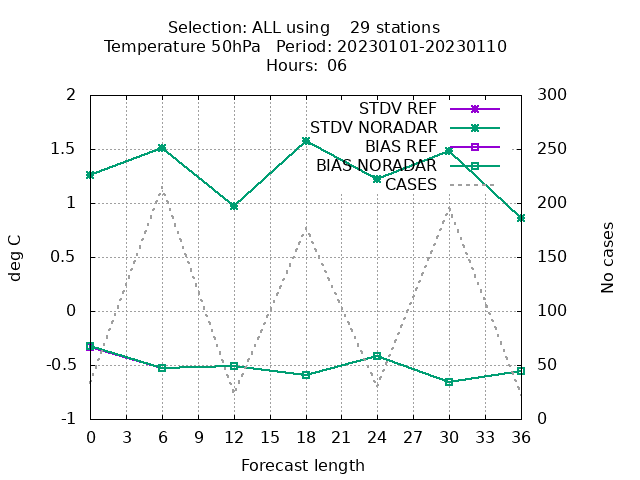 Selection: ALL using    29 stations
Temperature 50hPa   Period: 20230101-20230110
Hours: 06
2
1.5
1
0.5
0
-0.5
-1
300
250
200
150
100
50
0
deg C
No cases
STDV REF
STDV NORADAR
BIAS REF
BIAS NORADAR
CASES
0 3 6 9 12 15 18 21 24 27 30 33 36
Forecast length